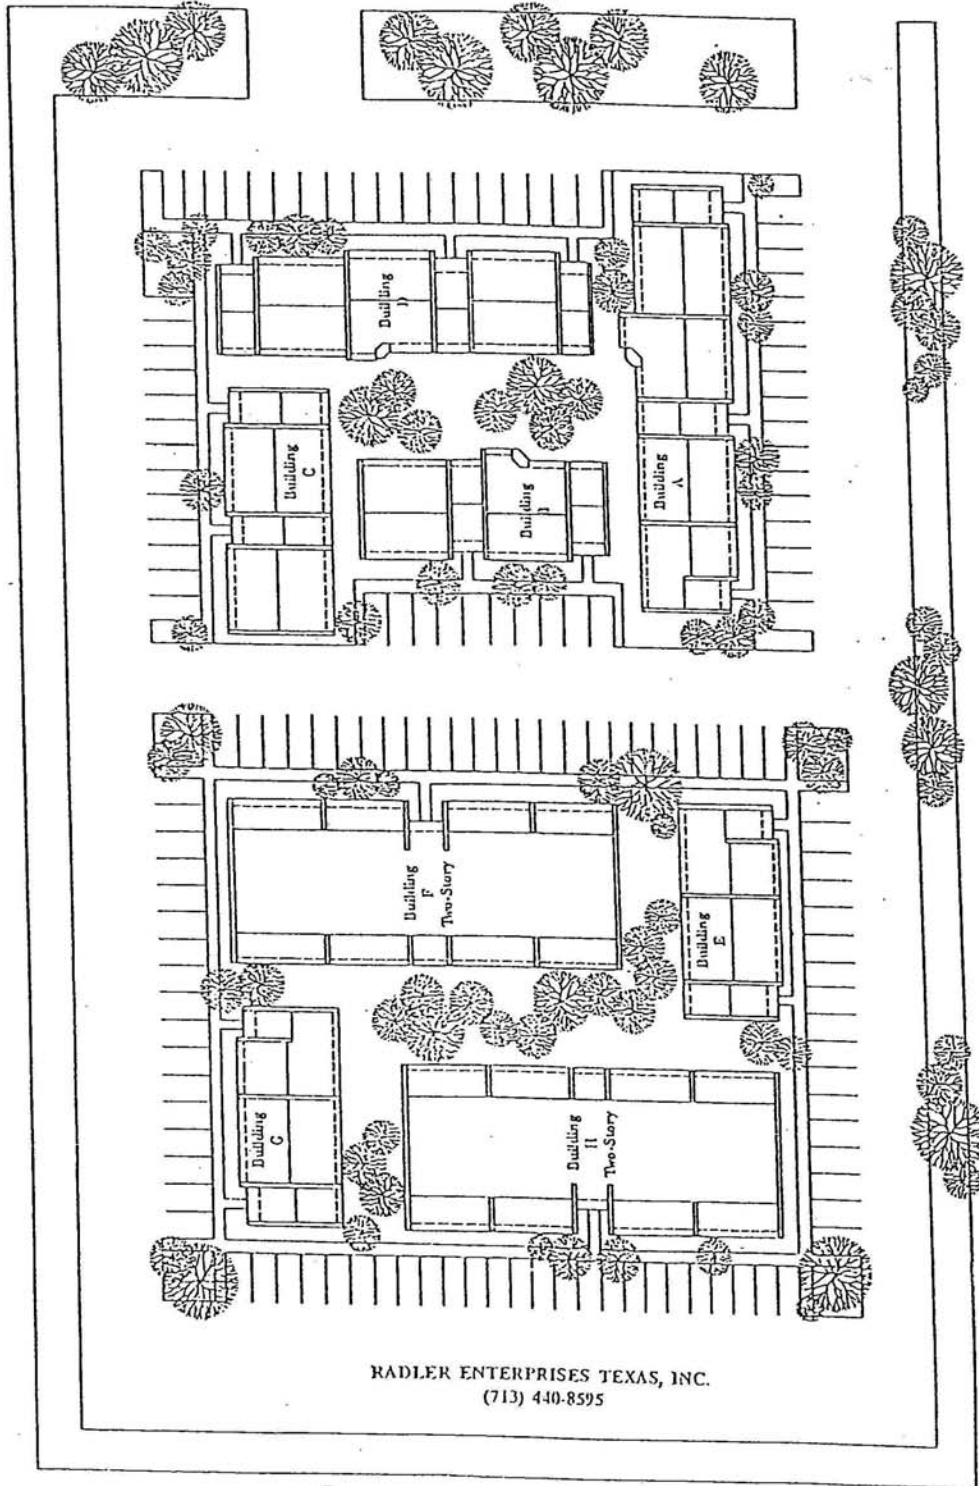 Building
D
Building
C
Building
Building
A
Building
F
Two-Story
Building
E
Building
G
Building
H
Two-Story
RADLER ENTERPRISES TEXAS, INC.
(713) 440-8595